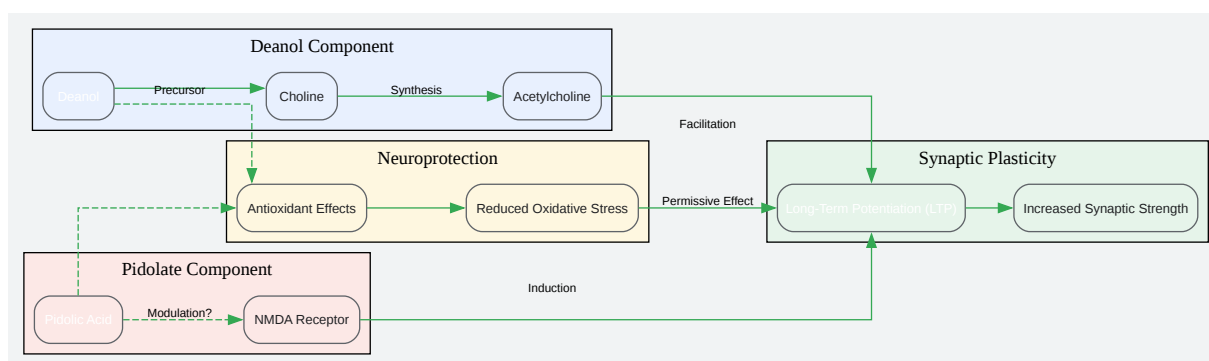 Deanol Component
Deanol
Precursor
Choline
Synthesis
Acetylcholine
Facilitation
Neuroprotection
Antioxidant Effects
Reduced Oxidative Stress
Permissive Effect
Synaptic Plasticity
Long-Term Potentiation (LTP)
Increased Synaptic Strength
Pidolate Component
Pidolic Acid
Modulation?
NMDA Receptor
Induction